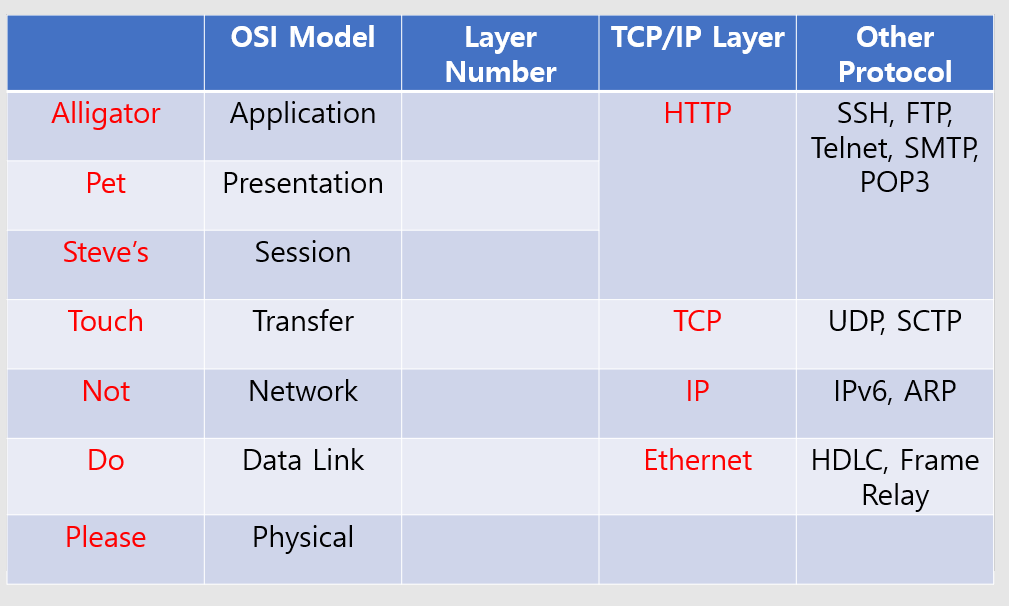 OSI Model
Layer
Number
TCP/IP Layer
Other
Protocol
Alligator
Application
HTTP
SSH, FTP,
Telnet, SMTP,
POP3
Pet
Presentation
Steve’s
Session
Touch
Transfer
TCP
UDP, SCTP
Not
Network
IP
IPv6, ARP
Do
Data Link
Ethernet
HDLC, Frame
Relay
Please
Physical